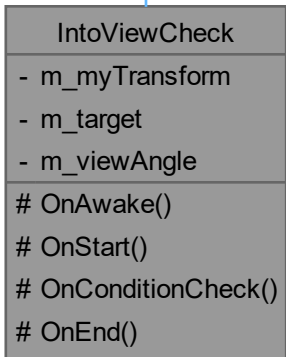 IntoViewCheck
- m_myTransform
- m_target
- m_viewAngle
# OnAwake()
# OnStart()
# OnConditionCheck()
# OnEnd()